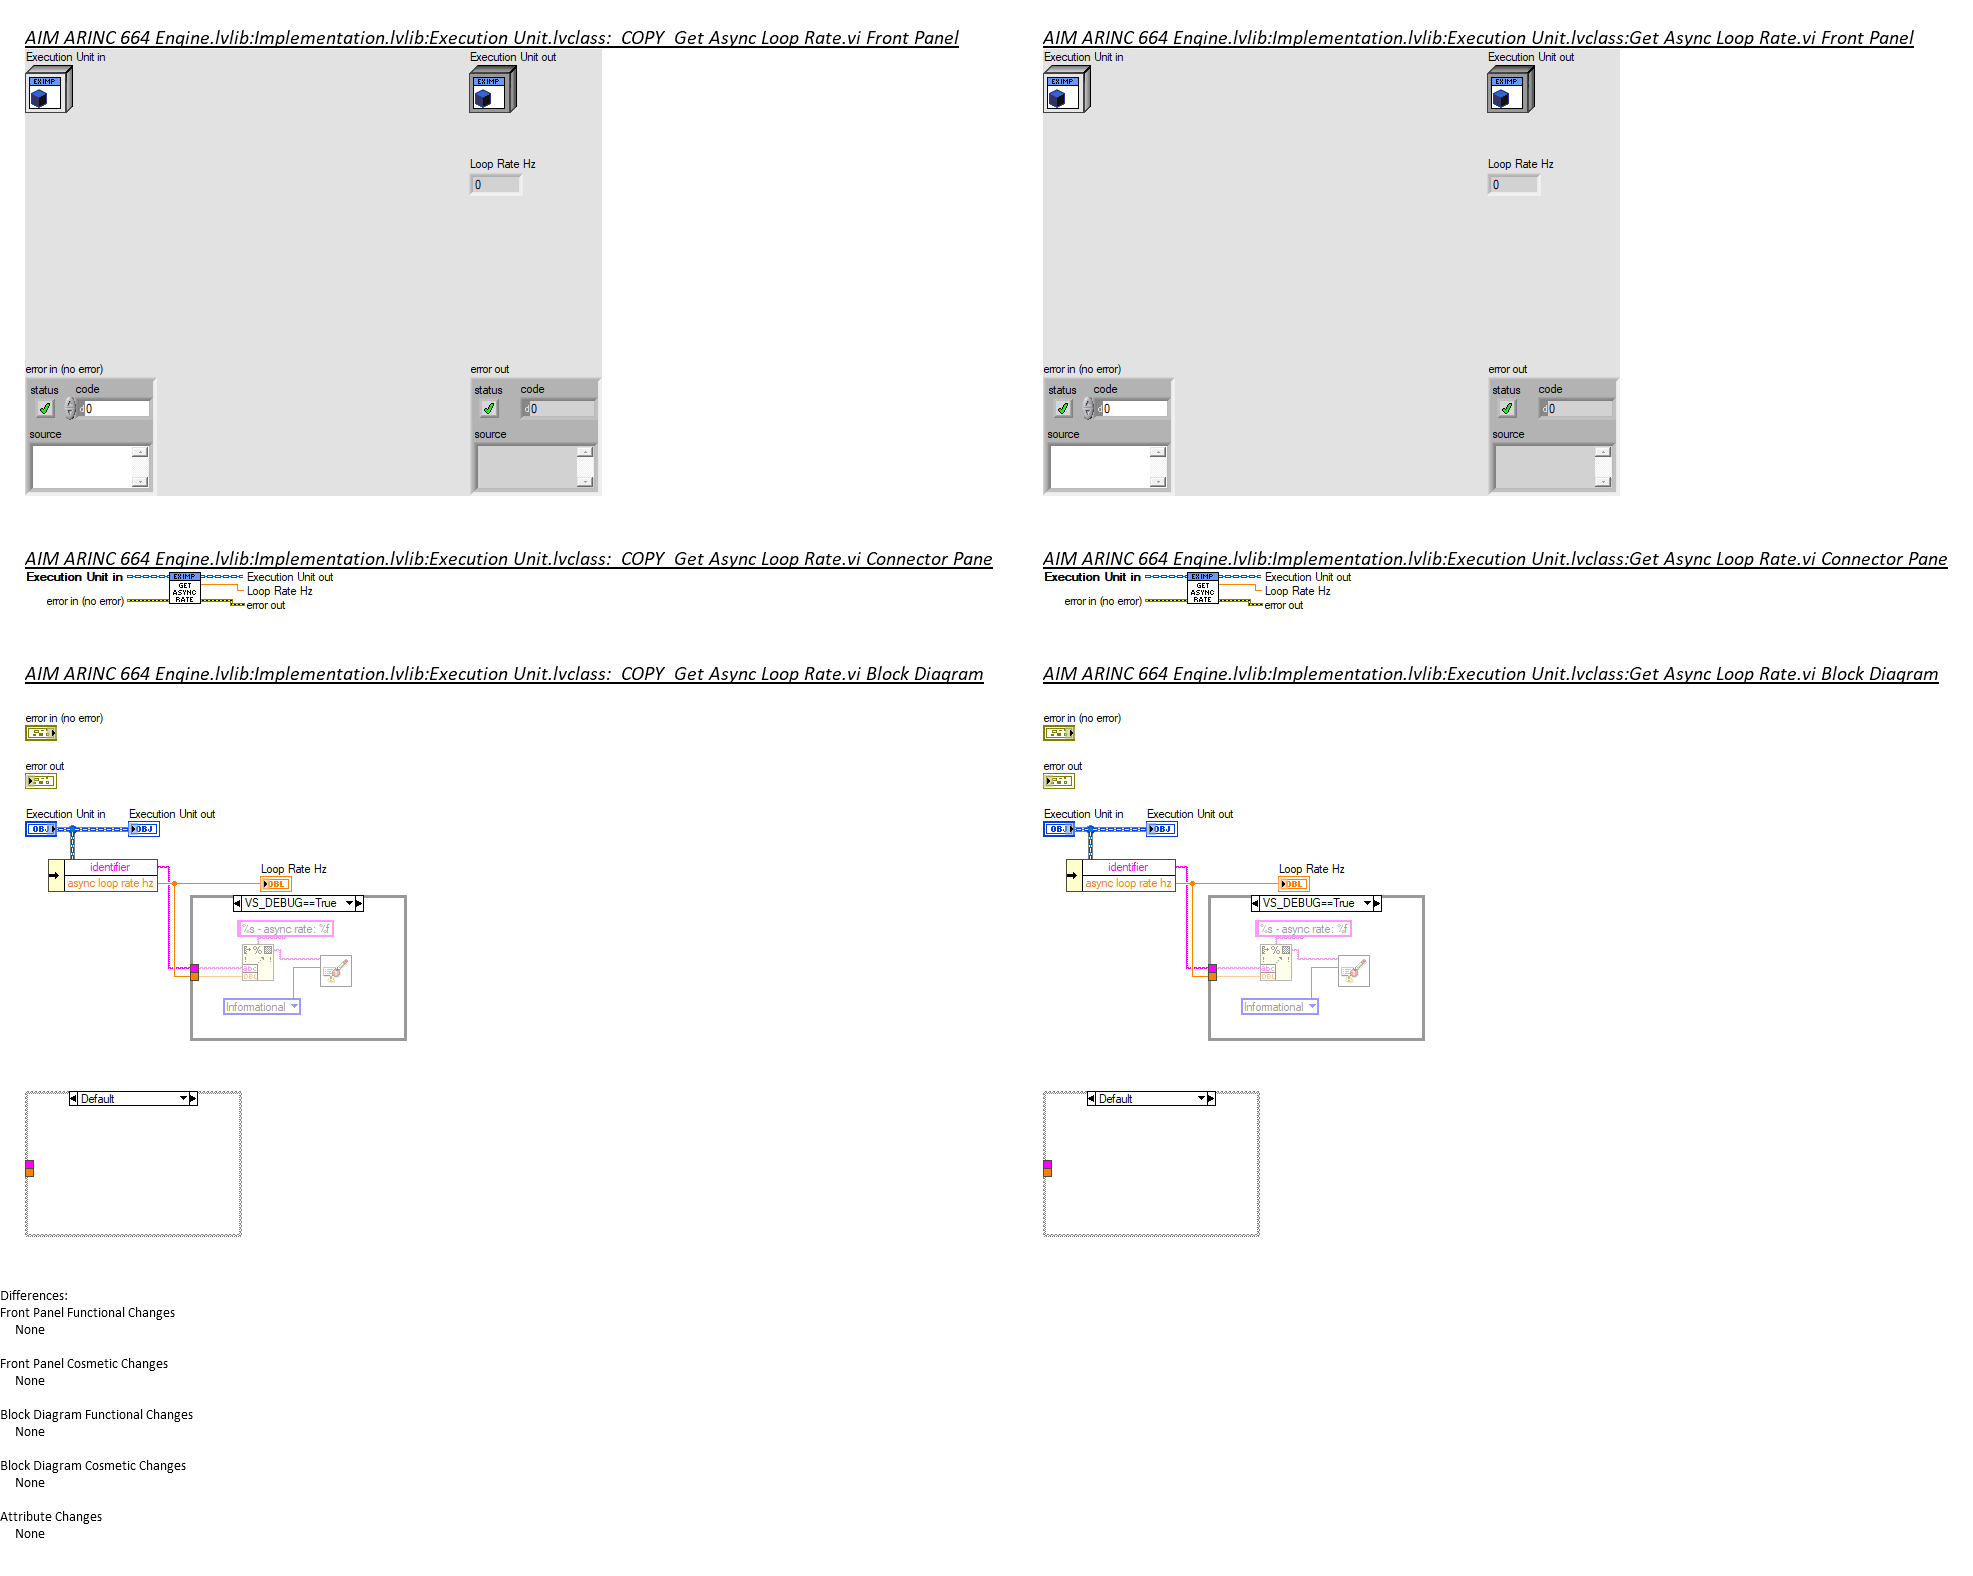 AIM ARINC 664 Engine.lvlib:Implementation.lvlib:Execution Unit.lvclass:  COPY  Get Async Loop Rate.vi Front Panel
Execution Unit in
Execution Unit out
EXIMP
EXIMP
Loop Rate Hz
0
error in (no error)
error out
status code
d 0
source
status code
d 0
source
AIM ARINC 664 Engine.lvlib:Implementation.lvlib:Execution Unit.lvclass:Get Async Loop Rate.vi Front Panel
Execution Unit in
Execution Unit out
EXIMP
EXIMP
Loop Rate Hz
0
error in (no error)
error out
status code
d 0
source
status code
d 0
source
AIM ARINC 664 Engine.lvlib:Implementation.lvlib:Execution Unit.lvclass:  COPY  Get Async Loop Rate.vi Connector Pane
Execution Unit in
error in (no error)
EXIMP
GET
ASYNC
RATE
Execution Unit out
Loop Rate Hz
error out
AIM ARINC 664 Engine.lvlib:Implementation.lvlib:Execution Unit.lvclass:Get Async Loop Rate.vi Connector Pane
Execution Unit in
error in (no error)
EXIMP
GET
ASYNC
RATE
Execution Unit out
Loop Rate Hz
error out
AIM ARINC 664 Engine.lvlib:Implementation.lvlib:Execution Unit.lvclass:  COPY  Get Async Loop Rate.vi Block Diagram
error in (no error)
error out
Execution Unit in
Execution Unit out
OBJ
OBJ
identifier
async loop rate hz
Loop Rate Hz
DBL
VS_DEBUG==True
%s - async rate: %f
abc
DBL
Informational
Default
AIM ARINC 664 Engine.lvlib:Implementation.lvlib:Execution Unit.lvclass:Get Async Loop Rate.vi Block Diagram
error in (no error)
error out
Execution Unit in
Execution Unit out
OBJ
OBJ
identifier
async loop rate hz
Loop Rate Hz
DBL
VS_DEBUG==True
%s - async rate: %f
abc
DBL
Informational
Default
Differences:
Front Panel Functional Changes
None
Front Panel Cosmetic Changes
None
Block Diagram Functional Changes
None
Block Diagram Cosmetic Changes
None
Attribute Changes
None